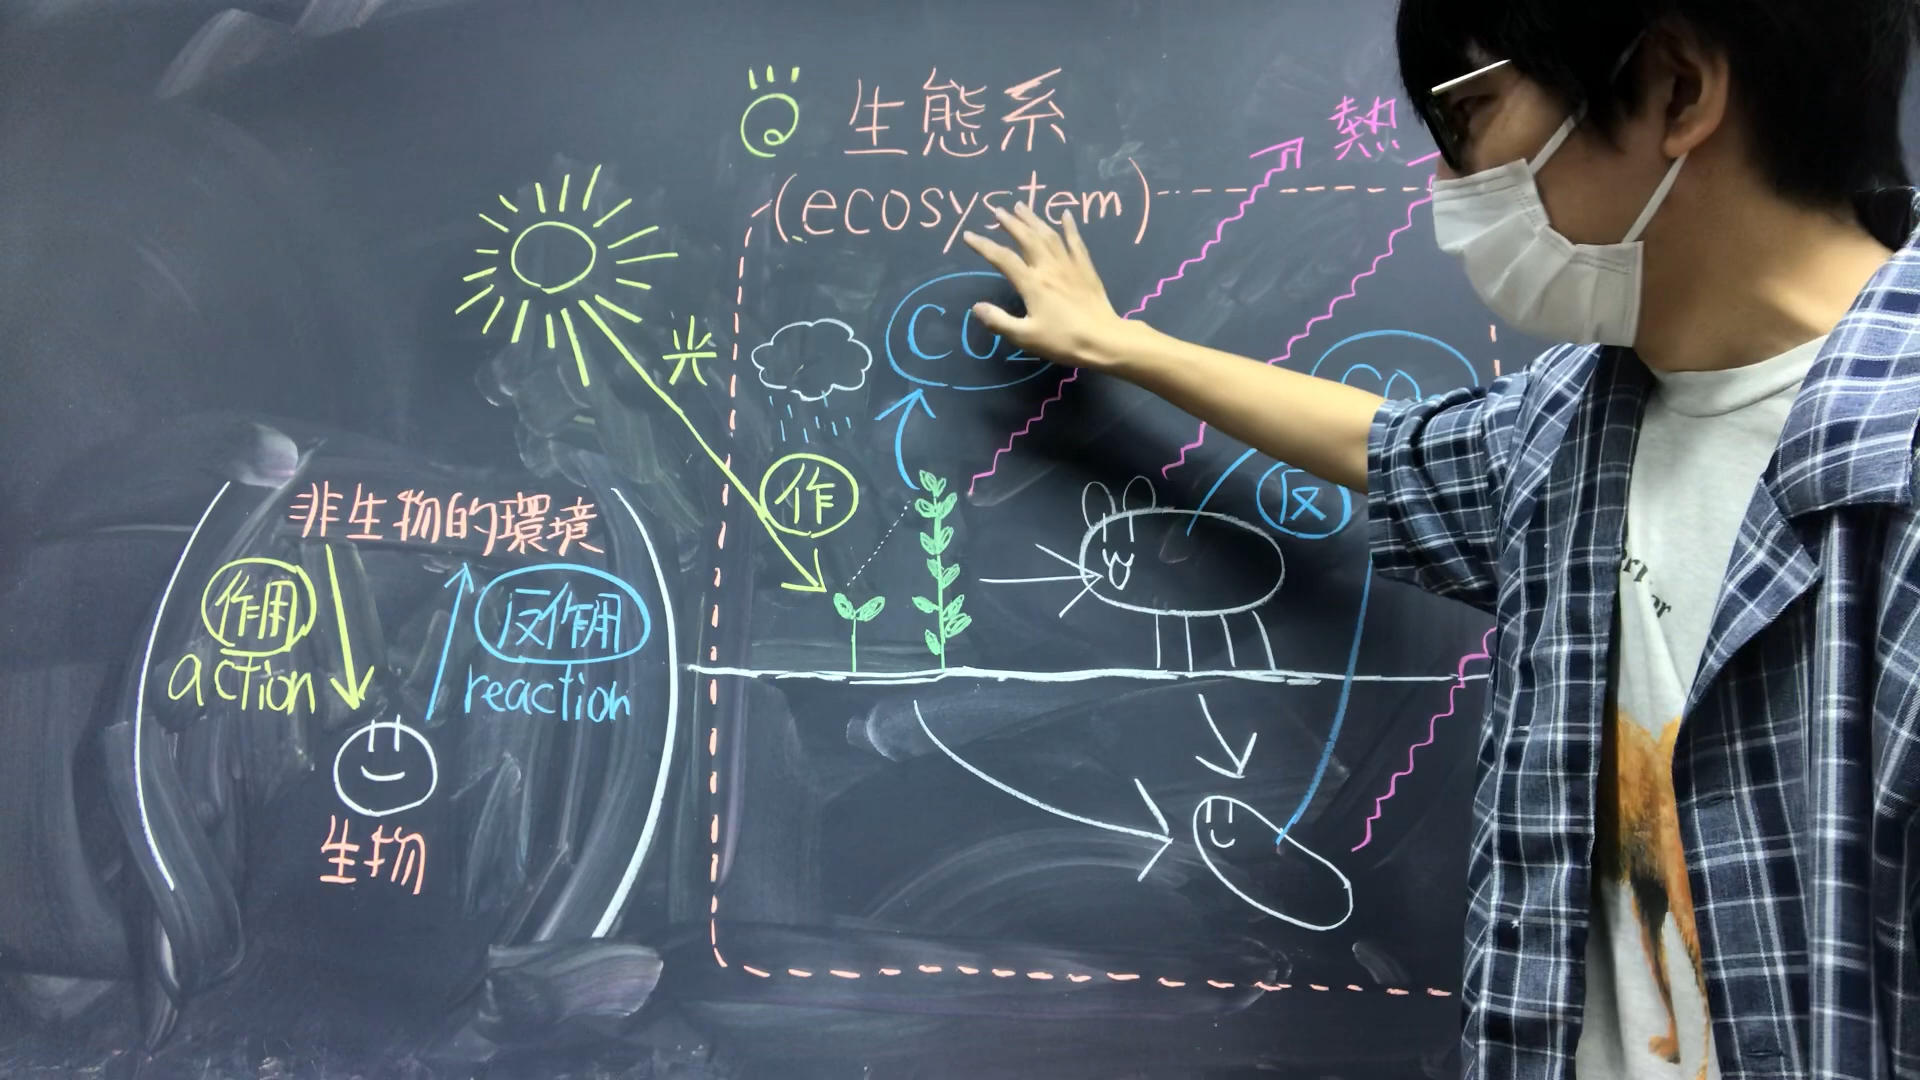 生態系
(ecosystem)
熱
光
CO2
作
反
非生物的環境
作用
action
反作用
reaction
生物